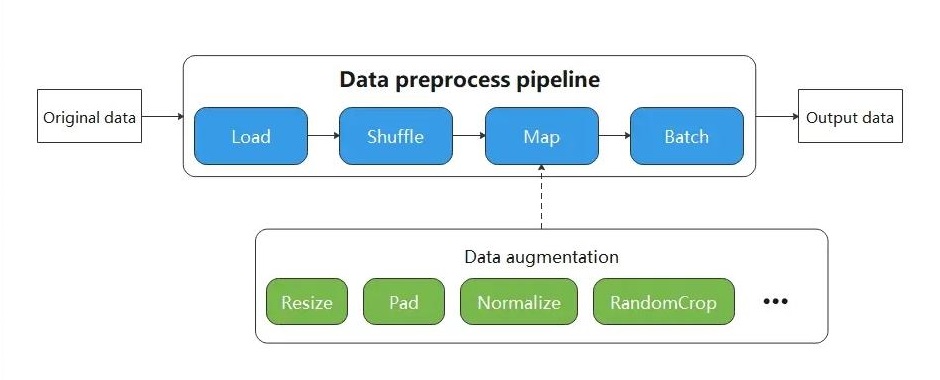 Data preprocess pipeline
Original data
Load
Shuffle
Map
Batch
Output data
Data augmentation
Resize
Pad
Normalize
RandomCrop
•••